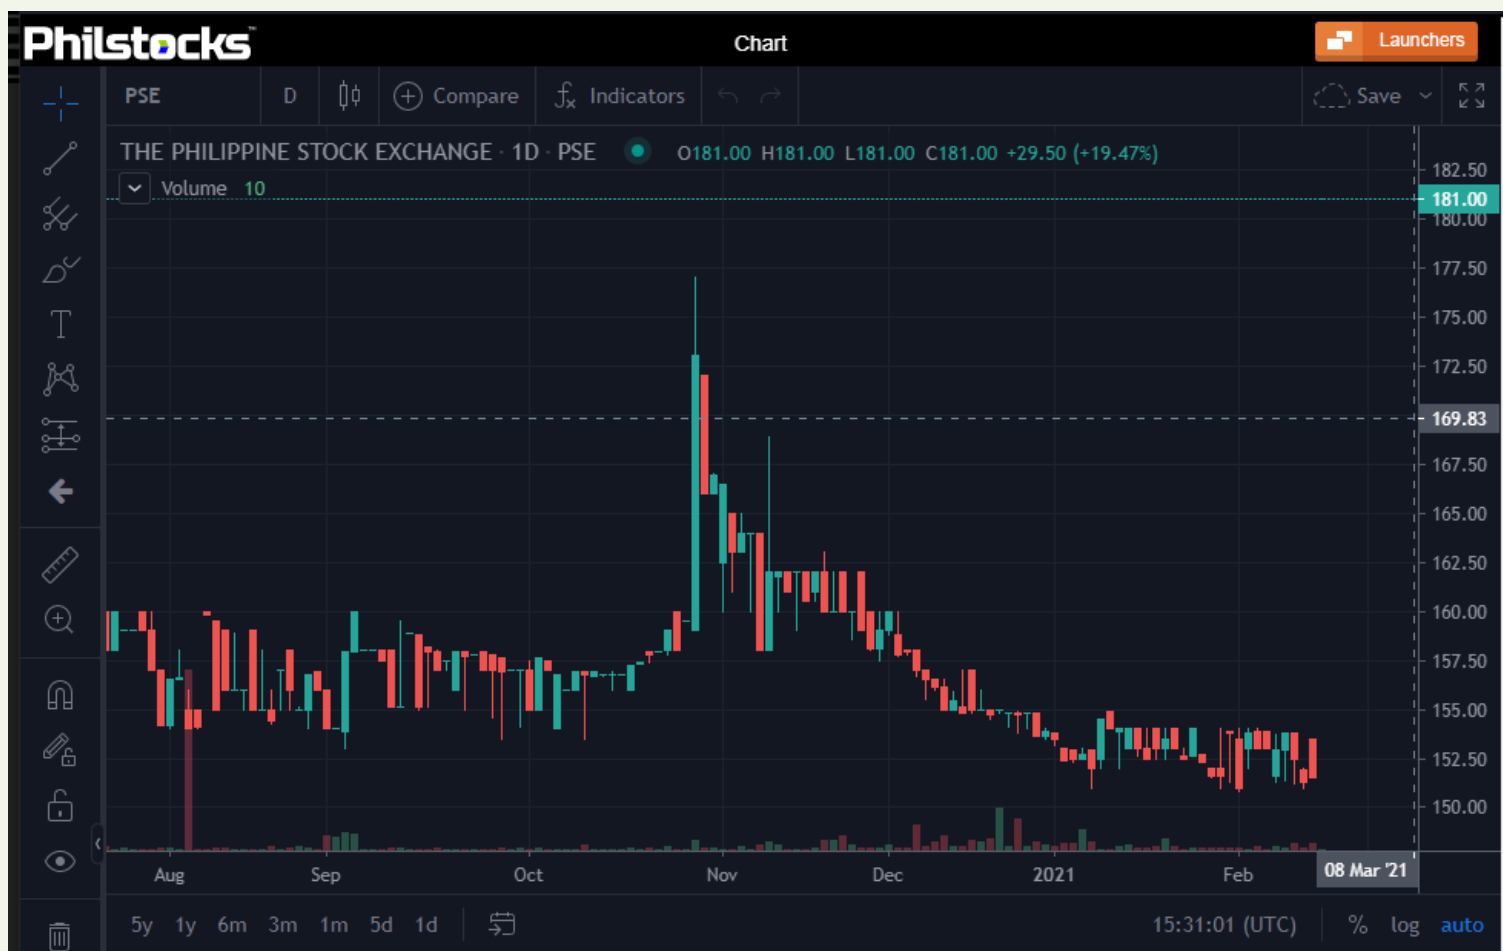 Philstocks™
Chart
Launchers
PSE D Compare Indicators Save
THE PHILIPPINE STOCK EXCHANGE · 1D · PSE O181.00 H181.00 L181.00 C181.00 +29.50 (+19.47%)
Volume 10
182.50
181.00
180.00
177.50
175.00
172.50
169.83
167.50
165.00
162.50
160.00
157.50
155.00
152.50
150.00
Aug Sep Oct Nov Dec 2021 Feb 08 Mar '21
5y 1y 6m 3m 1m 5d 1d 15:31:01 (UTC) % log auto